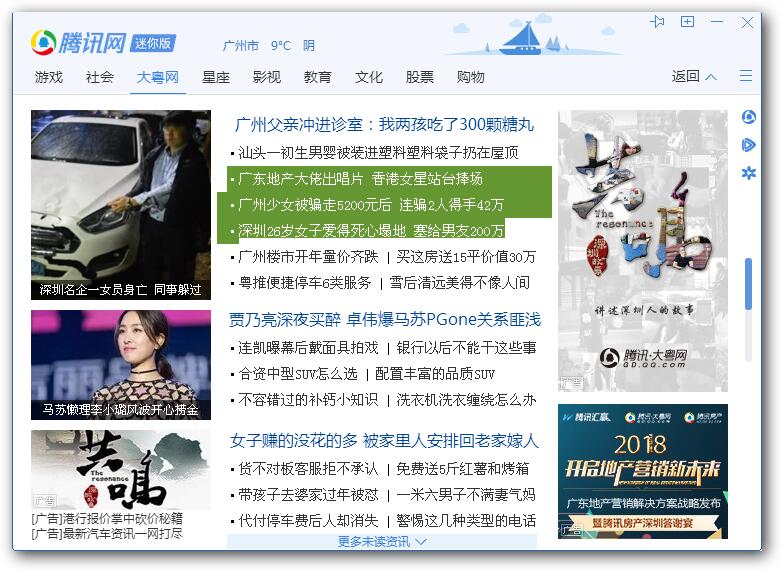 腾讯网 迷你版 广州市 9℃ 阴
游戏 社会 大粤网 星座 影视 教育 文化 股票 购物 返回
深圳名企一女员身亡 同事躲过
马苏懒理李小璐风波开心捞金
共鸣
The resonance
广告
[广告]港行报价掌中砍价秘籍
[广告]最新汽车资讯一网打尽
广州父亲冲进诊室：我两孩吃了300颗糖丸
汕头一初生男婴被装进塑料塑料袋子扔在屋顶
广东地产大佬出唱片 香港女星站台捧场
广州少女被骗走5200元后 连骗2人得手42万
深圳26岁女子爱得死心塌地 塞给男友200万
广州楼市开年量价齐跌 | 买这房送15平价值30万
粤推便捷停车6类服务 | 雪后清远美得不像人间
贾乃亮深夜买醉 卓伟爆马苏PGone关系匪浅
连凯曝幕后戴面具拍戏 | 银行以后不能干这些事
合资中型SUV怎么选 | 配置丰富的品质SUV
不容错过的补钙小知识 | 洗衣机洗衣缠绕怎么办
女子赚的没花的多 被家里人安排回老家嫁人
货不对板客服拒不承认 | 免费送5斤红薯和烤箱
带孩子去婆家过年被怼 | 一米六男子不满妻气妈
代付停车费后人却消失 | 警惕这几种类型的电话
更多未读资讯
共鸣
The resonance
深圳故事
讲述深圳人的故事
腾讯·大粤网
GD.QQ.COM
广告
腾讯汇赢 腾讯·大粤网 腾讯房产
2018
开启地产营销新未来
广东地产营销解决方案战略发布
暨腾讯房产深圳答谢宴
广告